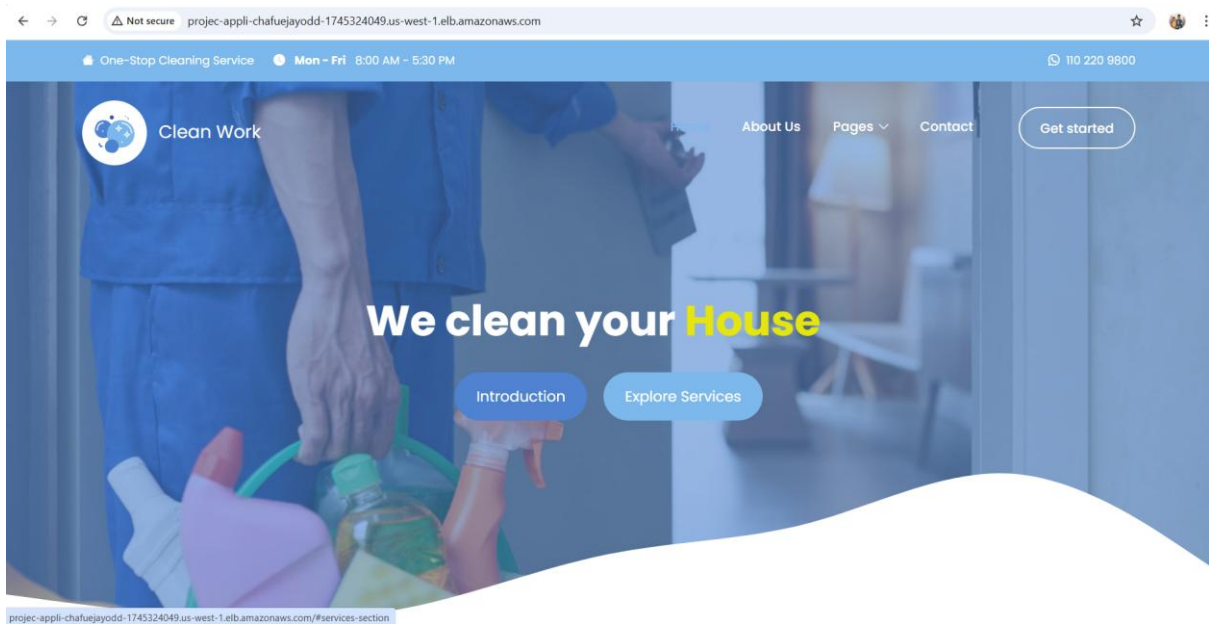 Not secure projec-appli-chafuejayodd-1745324049.us-west-1.elb.amazonaws.com
One-Stop Cleaning Service Mon - Fri 8:00 AM - 5:30 PM 110 220 9800
Clean Work Home About Us Pages Contact Get started
We clean your House
Introduction Explore Services
projec-appli-chafuejayodd-1745324049.us-west-1.elb.amazonaws.com/#services-section